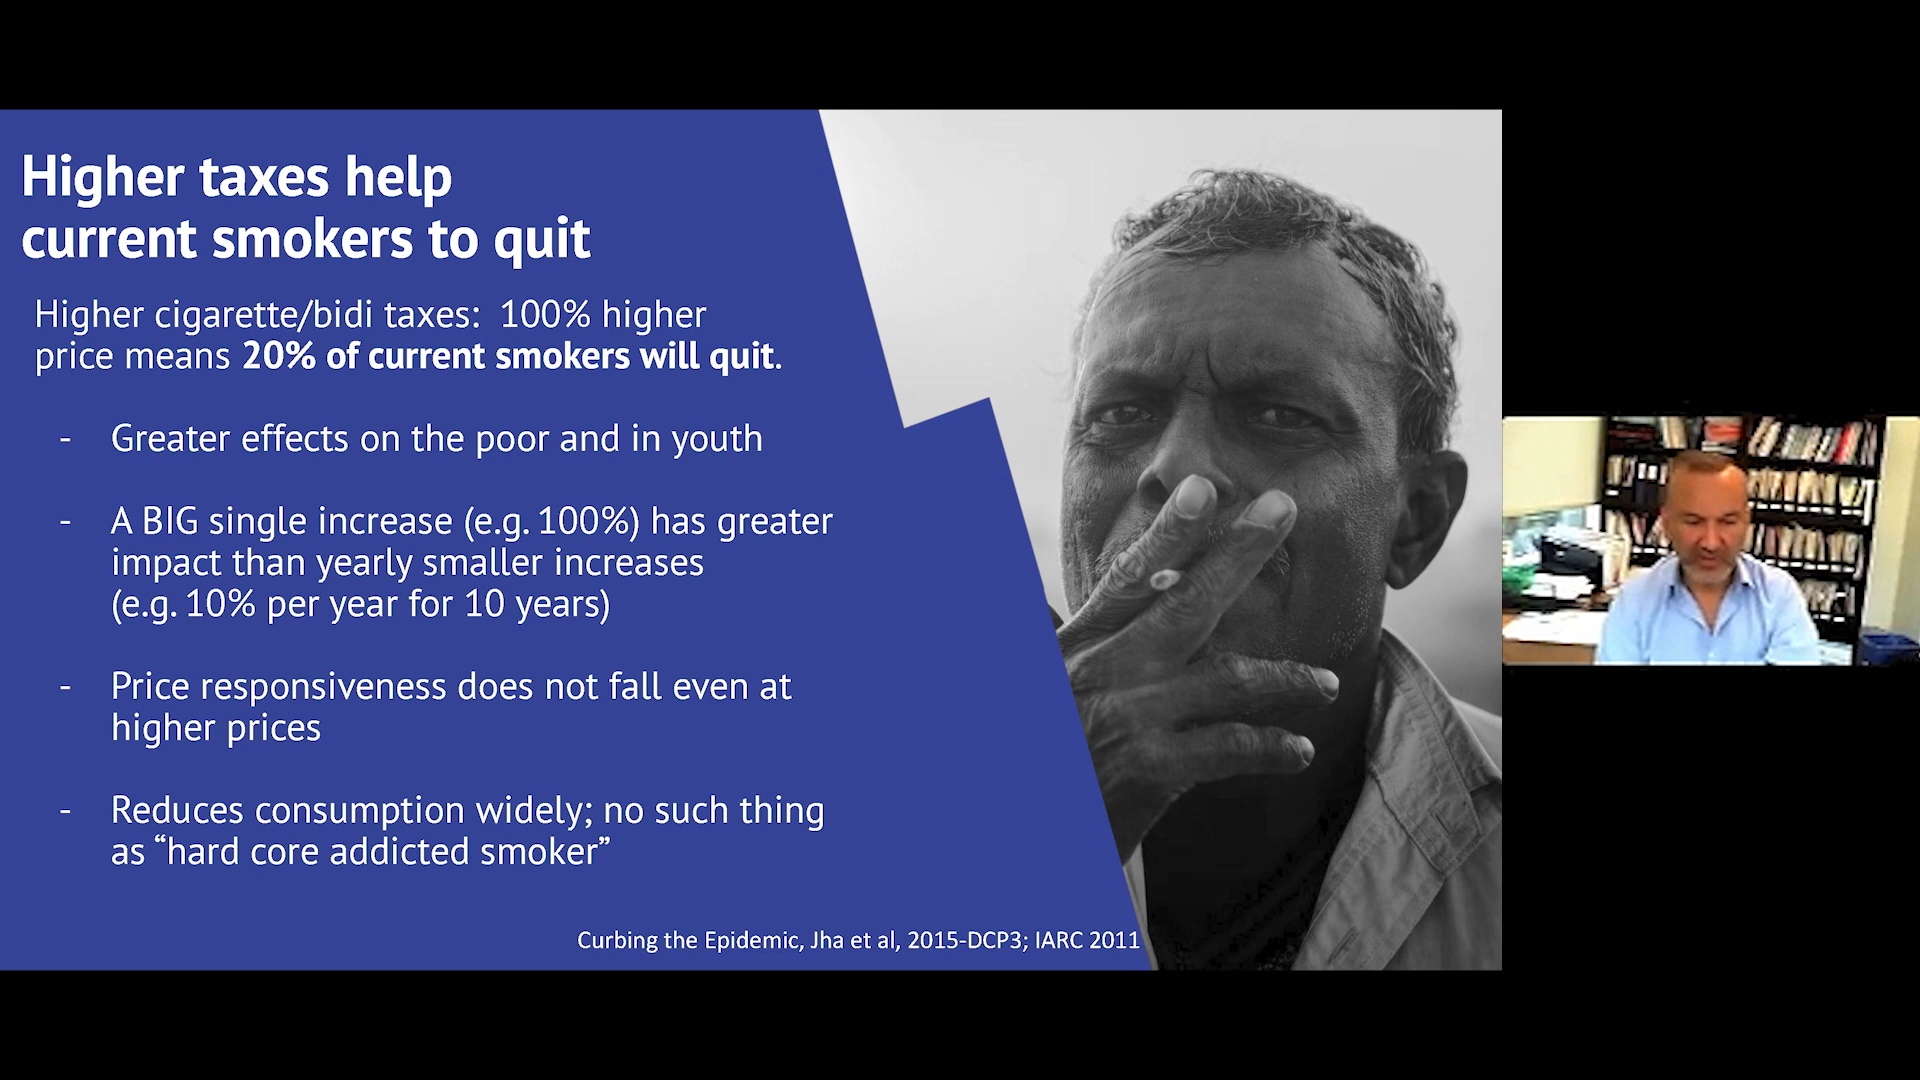 Higher taxes help
current smokers to quit
Higher cigarette/bidi taxes:  100% higher
price means 20% of current smokers will quit.
- Greater effects on the poor and in youth
- A BIG single increase (e.g. 100%) has greater
impact than yearly smaller increases
(e.g. 10% per year for 10 years)
- Price responsiveness does not fall even at
higher prices
- Reduces consumption widely; no such thing
as “hard core addicted smoker”
Curbing the Epidemic, Jha et al, 2015-DCP3; IARC 2011